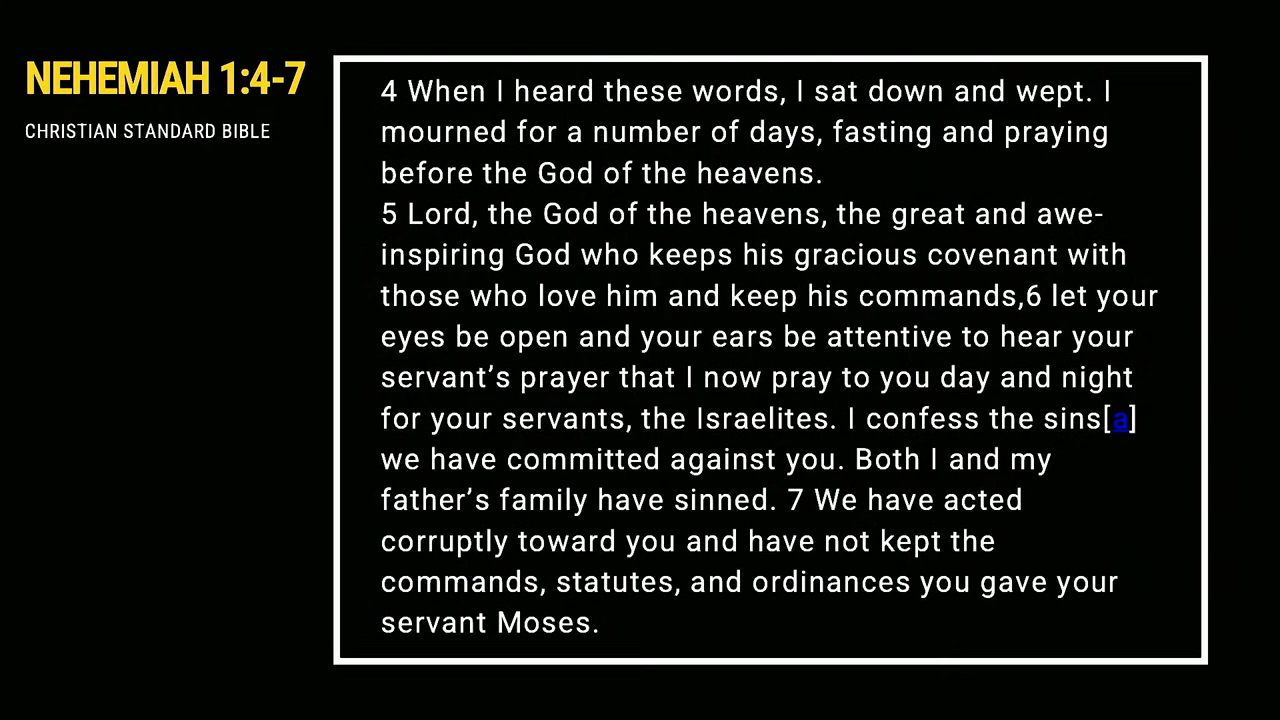 NEHEMIAH 1:4-7
CHRISTIAN STANDARD BIBLE
4 When I heard these words, I sat down and wept. I
mourned for a number of days, fasting and praying
before the God of the heavens.
5 Lord, the God of the heavens, the great and awe-
inspiring God who keeps his gracious covenant with
those who love him and keep his commands,6 let your
eyes be open and your ears be attentive to hear your
servant’s prayer that I now pray to you day and night
for your servants, the Israelites. I confess the sins[a]
we have committed against you. Both I and my
father’s family have sinned. 7 We have acted
corruptly toward you and have not kept the
commands, statutes, and ordinances you gave your
servant Moses.